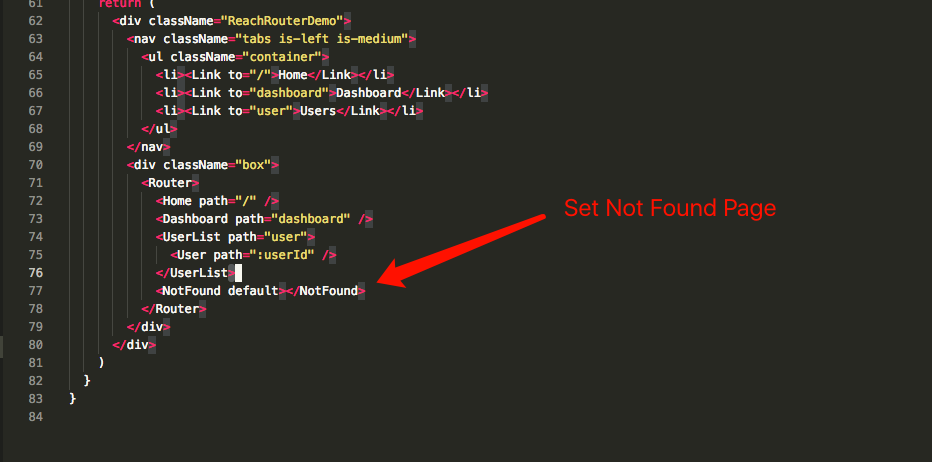 61 return (
62 <div className="ReachRouterDemo">
63 <nav className="tabs is-left is-medium">
64 <ul className="container">
65 <li><Link to="/">Home</Link></li>
66 <li><Link to="dashboard">Dashboard</Link></li>
67 <li><Link to="user">Users</Link></li>
68 </ul>
69 </nav>
70 <div className="box">
71 <Router>
72 <Home path="/" />
73 <Dashboard path="dashboard" />
Set Not Found Page
74 <UserList path="user">
75 <User path=":userId" />
76 </UserList>
77 <NotFound default></NotFound>
78 </Router>
79 </div>
80 </div>
81 )
82 }
83 }
84